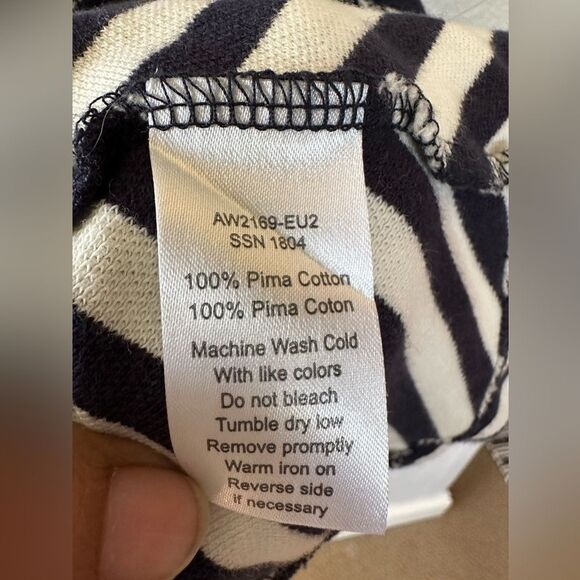 AW2169-EU2
SSN 1804
100% Pima Cotton
100% Pima Coton
Machine Wash Cold
With like colors
Do not bleach
Tumble dry low
Remove promptly
Warm iron on
Reverse side
if necessary